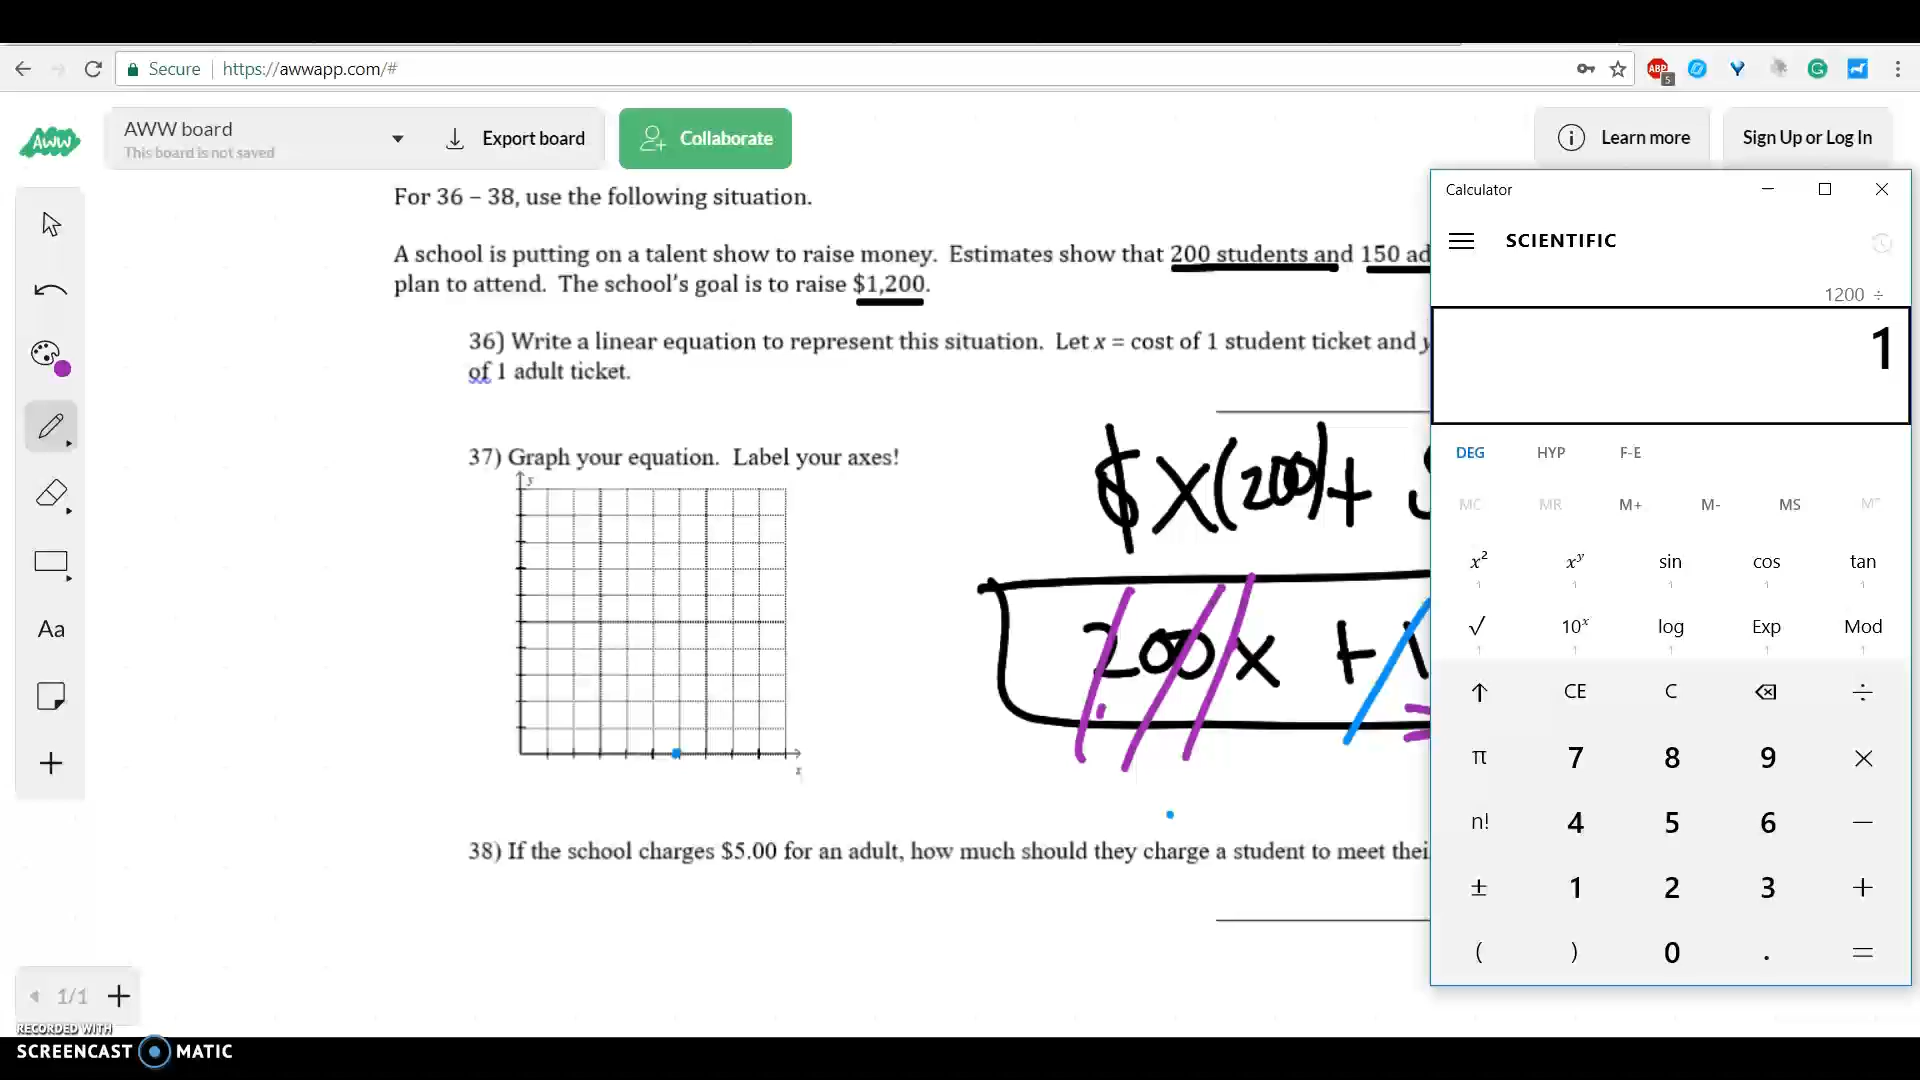 Secure https://awwapp.com/#
ABP 5
AWW
AWW board
This board is not saved
Export board
Collaborate
Learn more
Sign Up or Log In
For 36 – 38, use the following situation.
A school is putting on a talent show to raise money. Estimates show that 200 students and 150 ad
plan to attend. The school's goal is to raise $1,200.
36) Write a linear equation to represent this situation. Let x = cost of 1 student ticket and y
of 1 adult ticket.
37) Graph your equation. Label your axes!
y
x
$ X(200)+
200x +
38) If the school charges $5.00 for an adult, how much should they charge a student to meet thei
Aa
1/1
Calculator
SCIENTIFIC
1200 ÷
1
DEG HYP F-E
MC MR M+ M- MS
x² xʸ sin cos tan
√ 10ˣ log Exp Mod
↑ CE C ÷
π 7 8 9 ×
n! 4 5 6 −
± 1 2 3 +
( ) 0 . =
RECORDED WITH
SCREENCAST MATIC